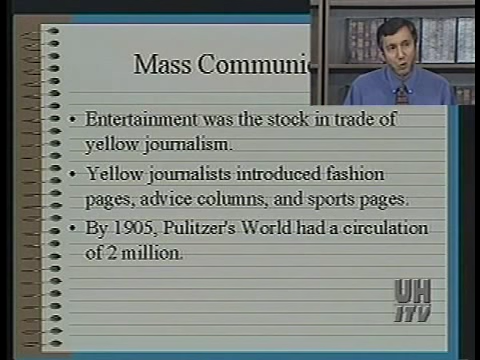 Mass Communic
• Entertainment was the stock in trade of
yellow journalism.
• Yellow journalists introduced fashion
pages, advice columns, and sports pages.
• By 1905, Pulitzer's World had a circulation
of 2 million.
UH
ITV